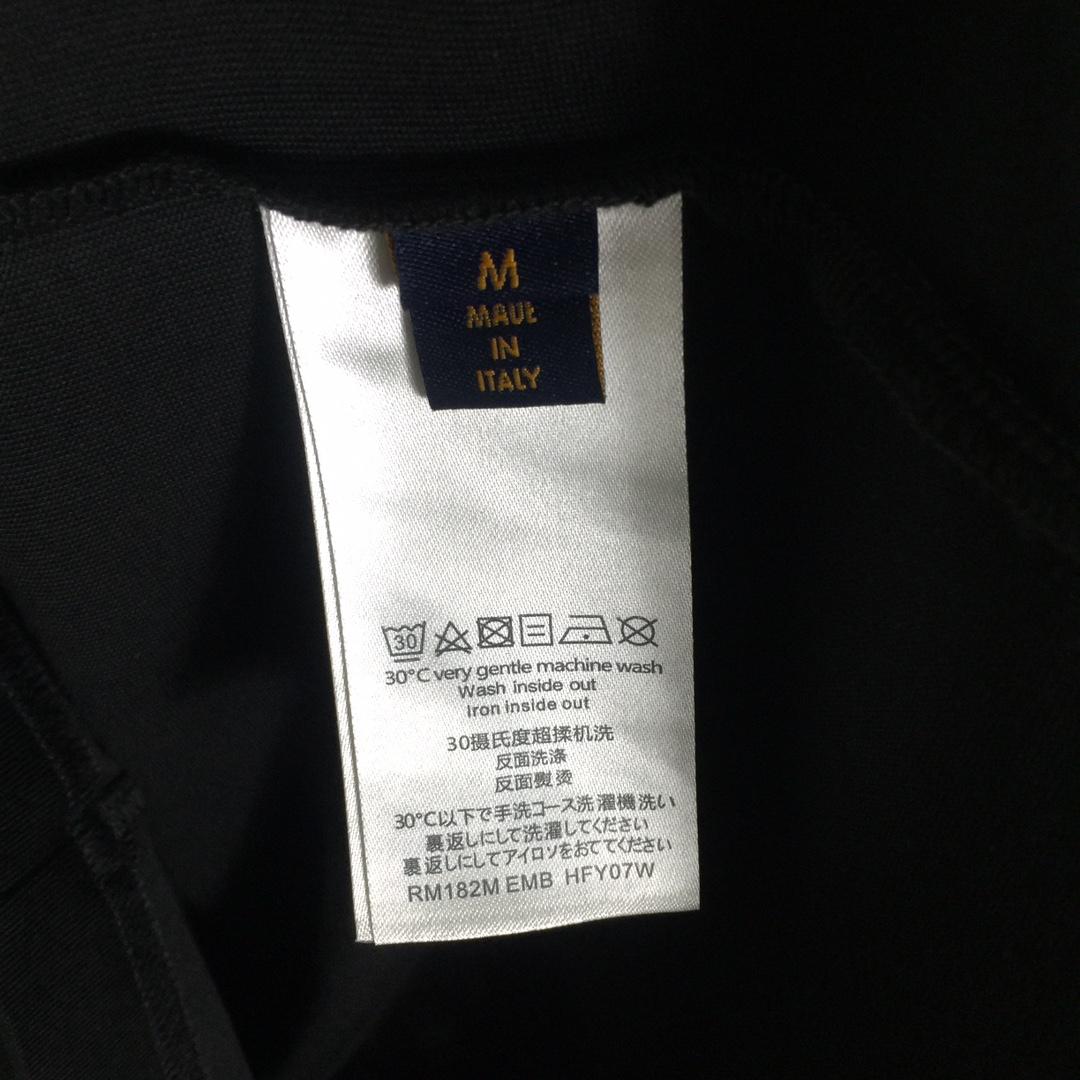 M
MADE
IN
ITALY
30
30°C very gentle machine wash
Wash inside out
Iron inside out
30摄氏度超揉机洗
反面洗涤
反面熨烫
30°C以下で手洗コース洗濯機洗い
裏返しにして洗濯してください
裏返しにしてアイロソをおててください
RM182M EMB HFY07W